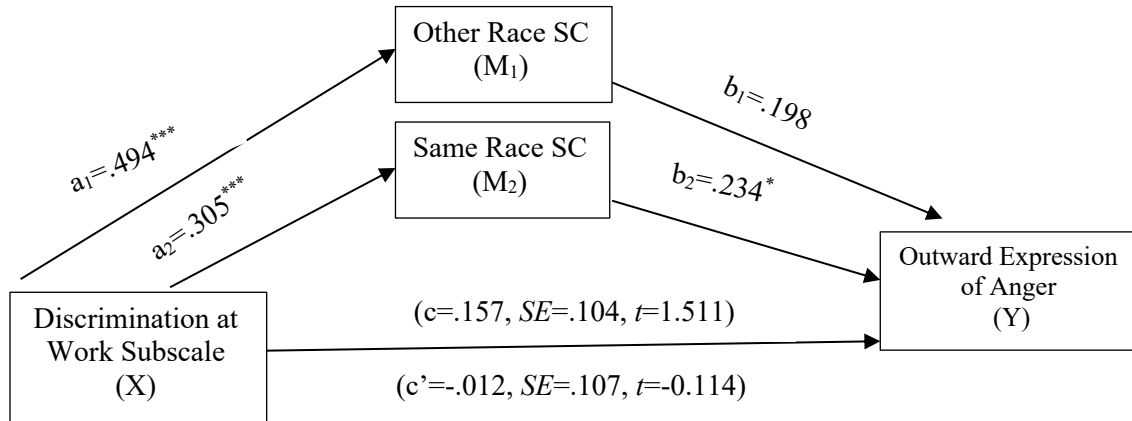 Other Race SC
(M₁)
a₁=.494***
b₁=.198
Same Race SC
(M₂)
a₂=.305***
b₂=.234*
Outward Expression
of Anger
(Y)
Discrimination at
Work Subscale
(X)
(c=.157, SE=.104, t=1.511)
(c’=-.012, SE=.107, t=-0.114)